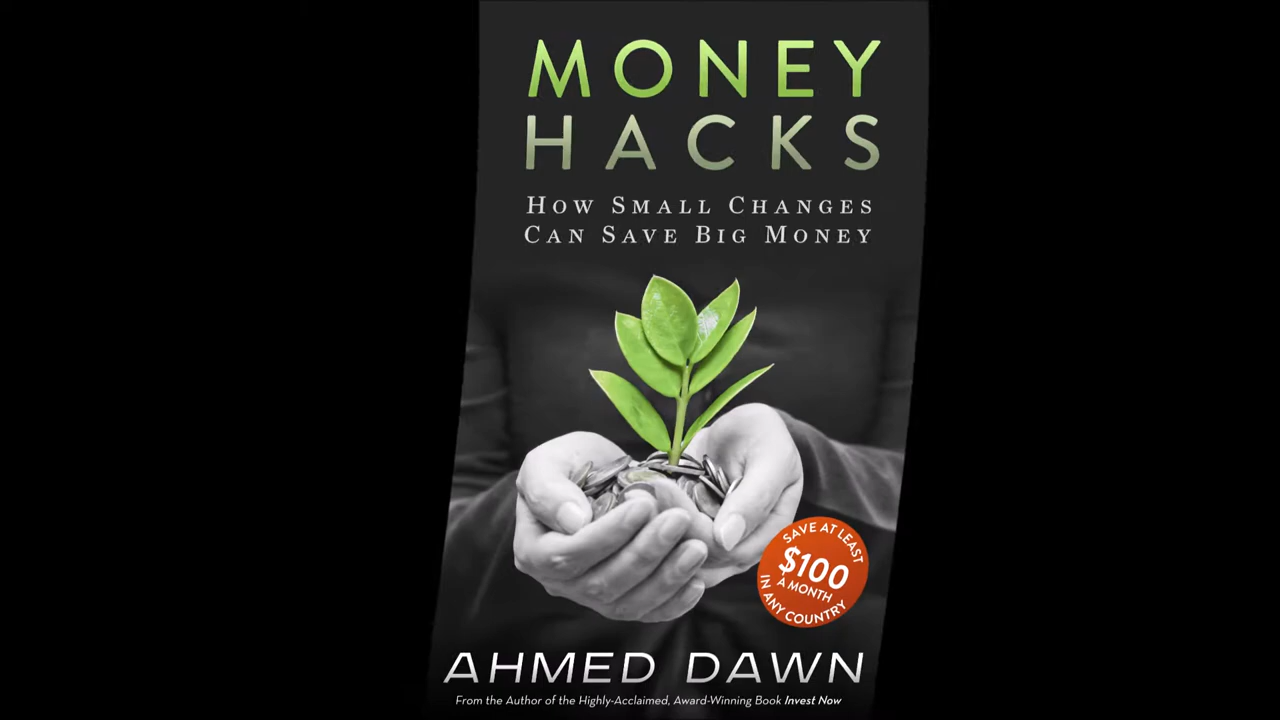 MONEY
HACKS
HOW SMALL CHANGES
CAN SAVE BIG MONEY
SAVE AT LEAST
$100
A MONTH
IN ANY COUNTRY
AHMED DAWN
From the Author of the Highly-Acclaimed, Award-Winning Book Invest Now